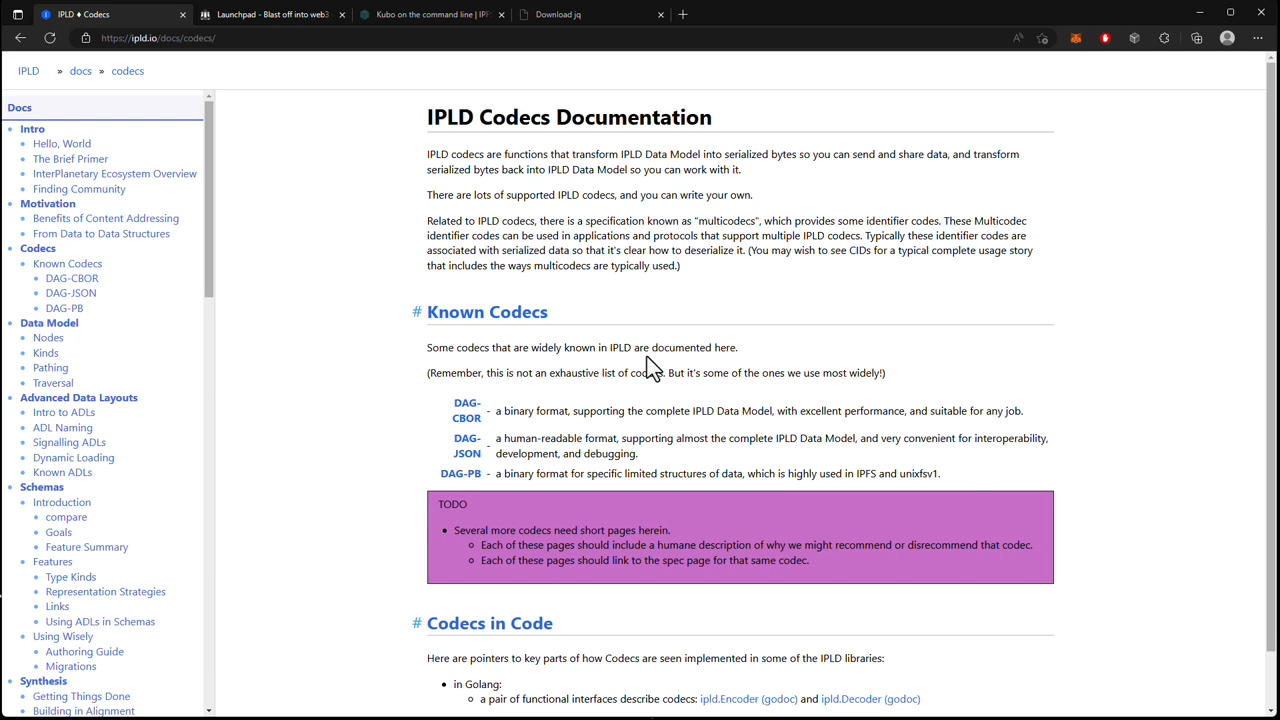 IPLD ♦ Codecs
Launchpad - Blast off into web3
Kubo on the command line | IPF
Download jq
https://ipld.io/docs/codecs/
IPLD » docs » codecs
Docs
Intro
Hello, World
The Brief Primer
InterPlanetary Ecosystem Overview
Finding Community
Motivation
Benefits of Content Addressing
From Data to Data Structures
Codecs
Known Codecs
DAG-CBOR
DAG-JSON
DAG-PB
Data Model
Nodes
Kinds
Pathing
Traversal
Advanced Data Layouts
Intro to ADLs
ADL Naming
Signalling ADLs
Dynamic Loading
Known ADLs
Schemas
Introduction
compare
Goals
Feature Summary
Features
Type Kinds
Representation Strategies
Links
Using ADLs in Schemas
Using Wisely
Authoring Guide
Migrations
Synthesis
Getting Things Done
Building in Alignment
IPLD Codecs Documentation
IPLD codecs are functions that transform IPLD Data Model into serialized bytes so you can send and share data, and transform
serialized bytes back into IPLD Data Model so you can work with it.
There are lots of supported IPLD codecs, and you can write your own.
Related to IPLD codecs, there is a specification known as "multicodecs", which provides some identifier codes. These Multicodec
identifier codes can be used in applications and protocols that support multiple IPLD codecs. Typically these identifier codes are
associated with serialized data so that it's clear how to deserialize it. (You may wish to see CIDs for a typical complete usage story
that includes the ways multicodecs are typically used.)
# Known Codecs
Some codecs that are widely known in IPLD are documented here.
(Remember, this is not an exhaustive list of codecs. But it's some of the ones we use most widely!)
DAG-
CBOR - a binary format, supporting the complete IPLD Data Model, with excellent performance, and suitable for any job.
DAG- a human-readable format, supporting almost the complete IPLD Data Model, and very convenient for interoperability,
JSON - development, and debugging.
DAG-PB - a binary format for specific limited structures of data, which is highly used in IPFS and unixfsv1.
TODO
Several more codecs need short pages herein.
Each of these pages should include a humane description of why we might recommend or disrecommend that codec.
Each of these pages should link to the spec page for that same codec.
# Codecs in Code
Here are pointers to key parts of how Codecs are seen implemented in some of the IPLD libraries:
in Golang:
a pair of functional interfaces describe codecs: ipld.Encoder (godoc) and ipld.Decoder (godoc)